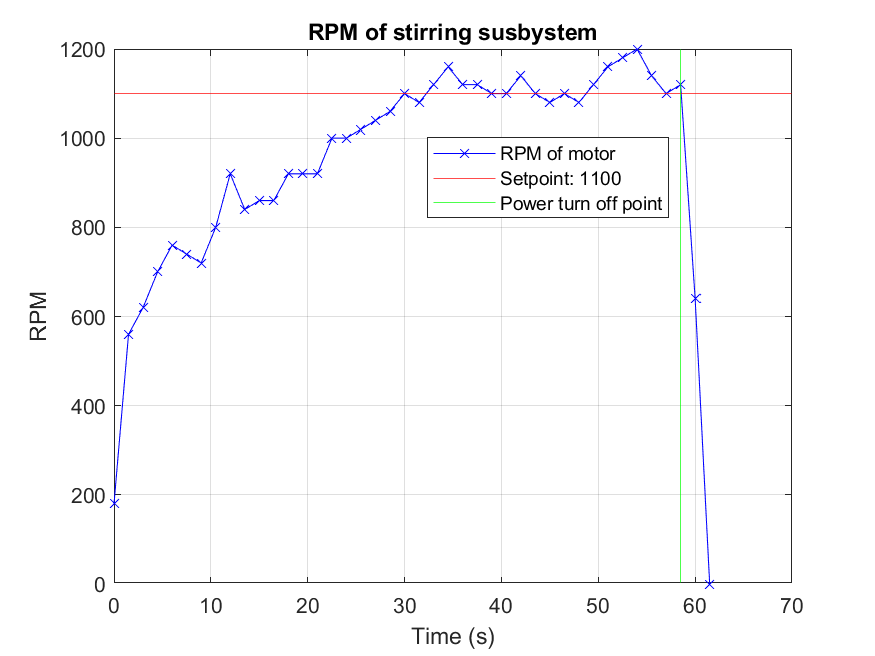 RPM of stirring susbystem
1200
1000
800
600
400
200
0
RPM
RPM of motor
Setpoint: 1100
Power turn off point
0 10 20 30 40 50 60 70
Time (s)